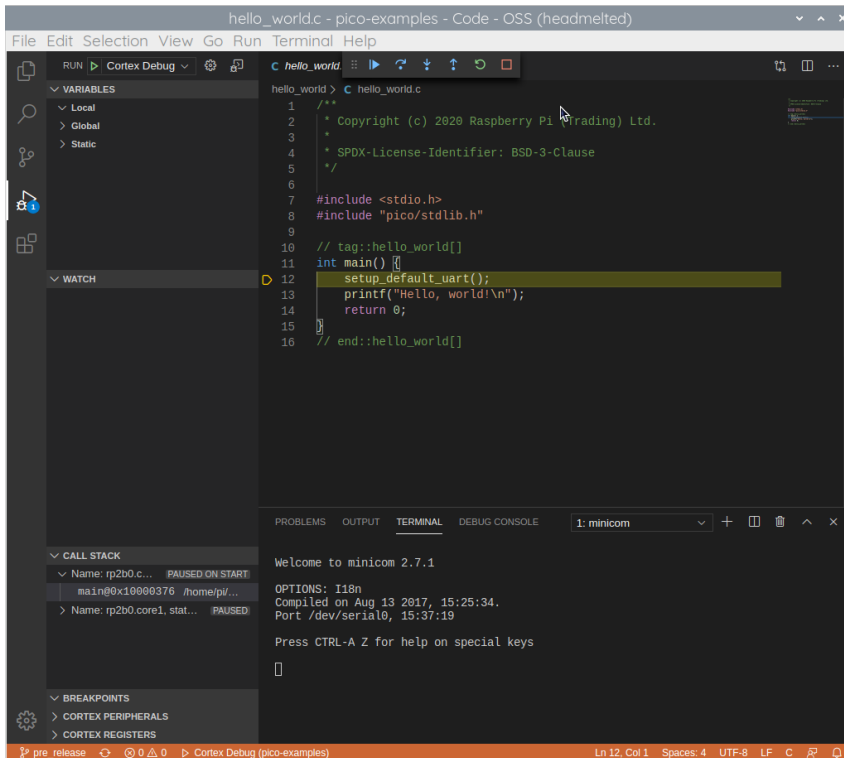 hello_world.c - pico-examples - Code - OSS (headmelted)
File Edit Selection View Go Run Terminal Help
RUN Cortex Debug
VARIABLES
Local
Global
Static
WATCH
CALL STACK
Name: rp2b0.c... PAUSED ON START
main@0x10000376 /home/pi/...
Name: rp2b0.core1, stat... PAUSED
BREAKPOINTS
CORTEX PERIPHERALS
CORTEX REGISTERS
C hello_world.
hello_world > C hello_world.c
1 /**
2 * Copyright (c) 2020 Raspberry Pi (Trading) Ltd.
3 *
4 * SPDX-License-Identifier: BSD-3-Clause
5 */
6
7 #include <stdio.h>
8 #include "pico/stdlib.h"
9
10 // tag::hello_world[]
11 int main() {
12 setup_default_uart();
13 printf("Hello, world!\n");
14 return 0;
15 }
16 // end::hello_world[]
PROBLEMS OUTPUT TERMINAL DEBUG CONSOLE 1: minicom
Welcome to minicom 2.7.1
OPTIONS: I18n
Compiled on Aug 13 2017, 15:25:34.
Port /dev/serial0, 15:37:19
Press CTRL-A Z for help on special keys
1
pre_release 0 0 Cortex Debug (pico-examples) Ln 12, Col 1 Spaces: 4 UTF-8 LF C